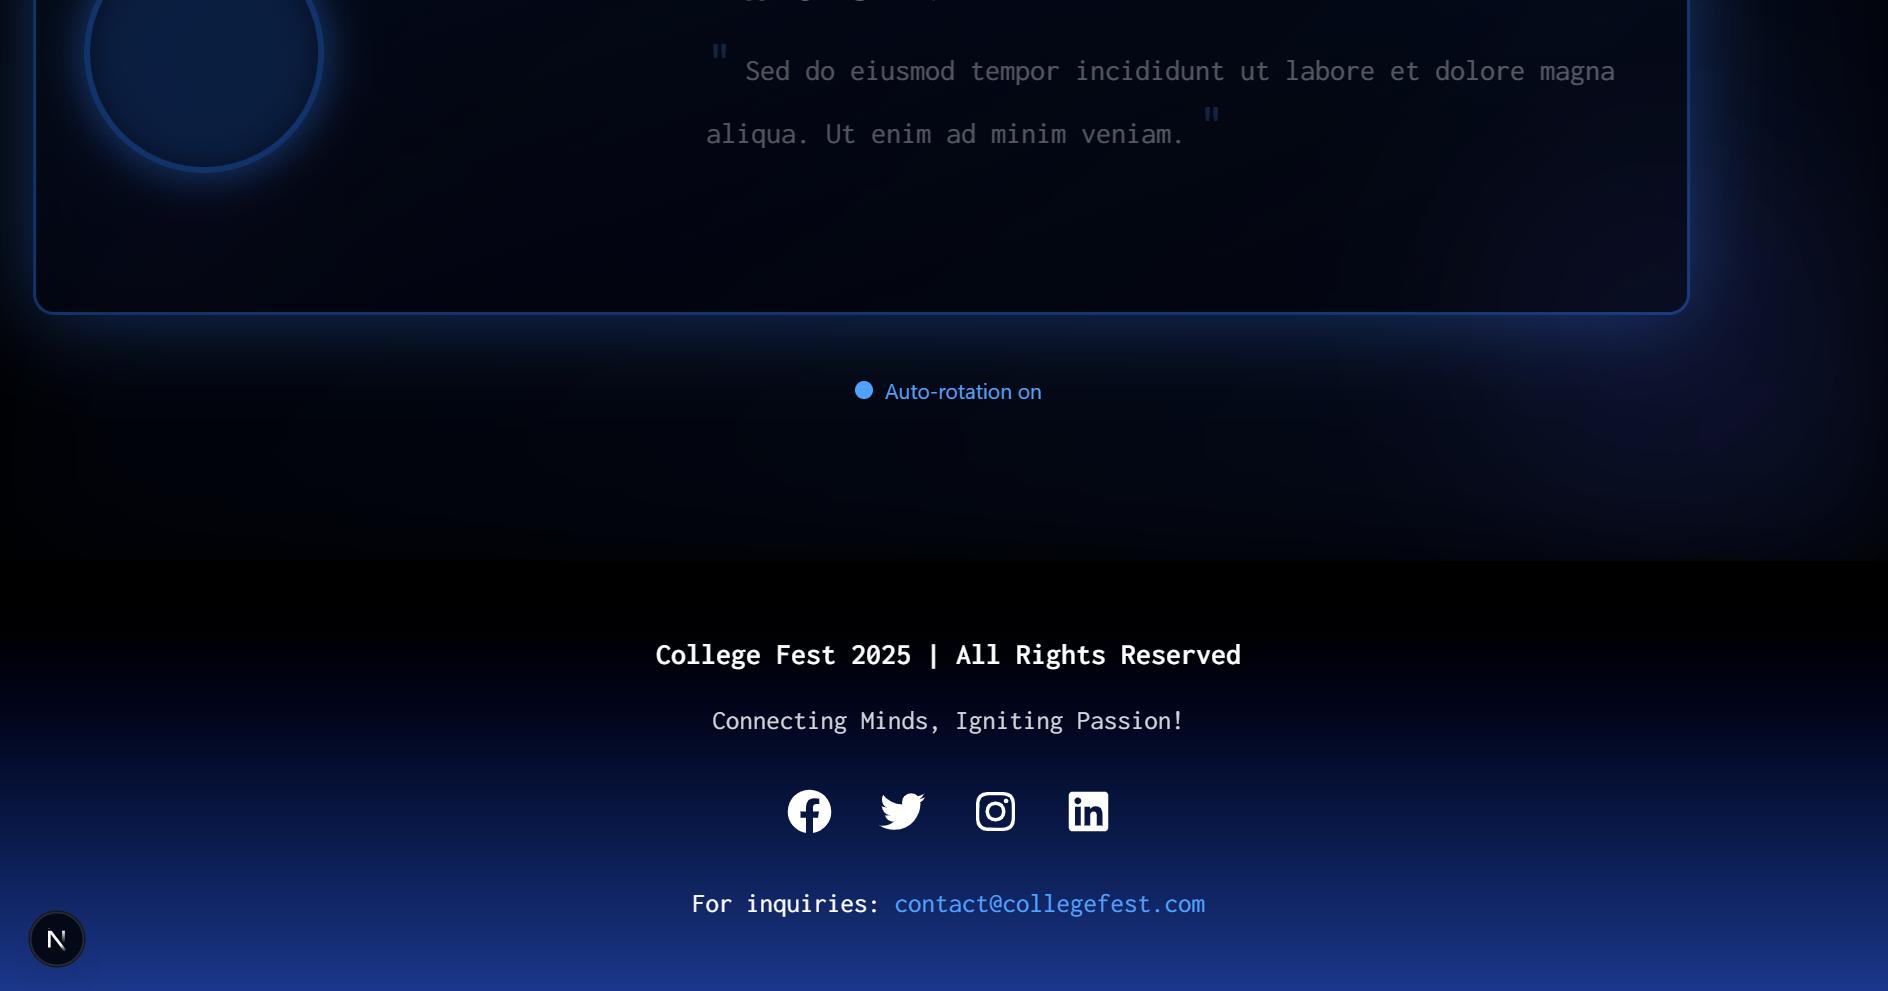 " Sed do eiusmod tempor incididunt ut labore et dolore magna
aliqua. Ut enim ad minim veniam. "
Auto-rotation on
College Fest 2025 | All Rights Reserved
Connecting Minds, Igniting Passion!
For inquiries: contact@collegefest.com
N